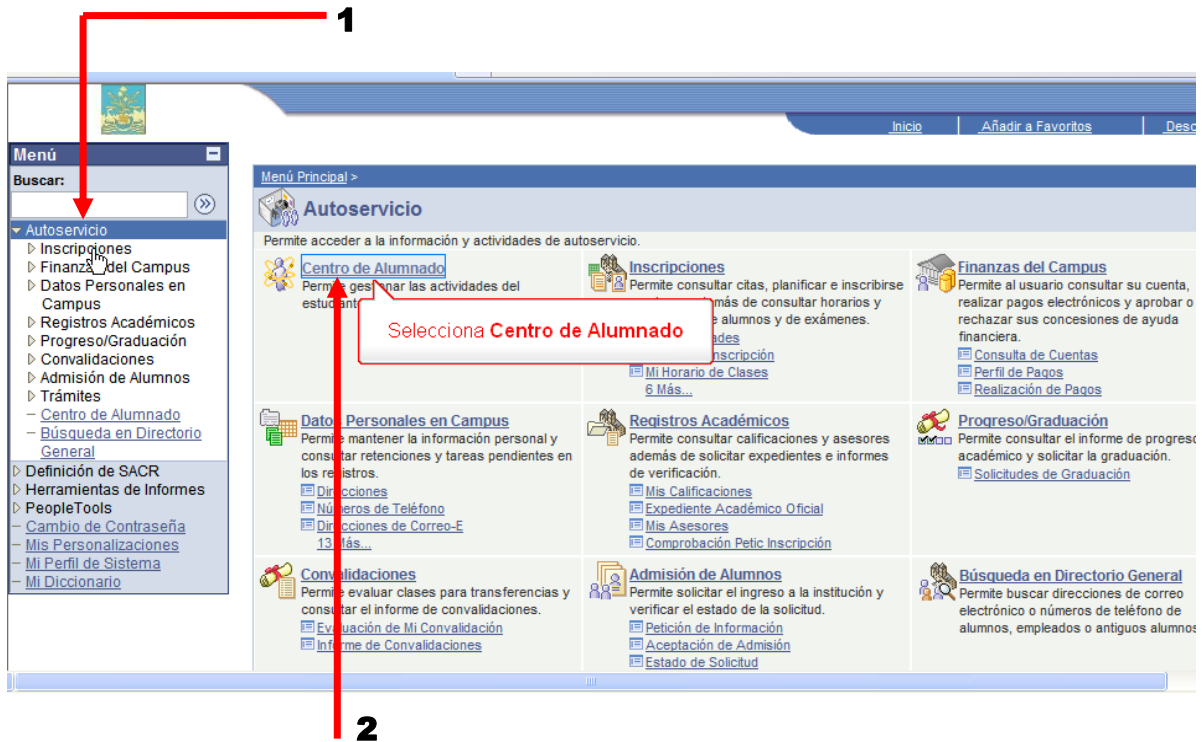 1
Inicio
Añadir a Favoritos
Desc
Menú
Buscar:
Autoservicio
Inscripciones
Finanzas del Campus
Datos Personales en
Campus
Registros Académicos
Progreso/Graduación
Convalidaciones
Admisión de Alumnos
Trámites
Centro de Alumnado
Búsqueda en Directorio
General
Definición de SACR
Herramientas de Informes
PeopleTools
Cambio de Contraseña
Mis Personalizaciones
Mi Perfil de Sistema
Mi Diccionario
Menú Principal >
Autoservicio
Permite acceder a la información y actividades de autoservicio.
Centro de Alumnado
Permite gestionar las actividades del
Selecciona Centro de Alumnado
Inscripciones
Permite consultar citas, planificar e inscribirse
más de consultar horarios y
alumnos y de exámenes.
Mi Horario de Clases
6 Más...
Finanzas del Campus
Permite al usuario consultar su cuenta,
realizar pagos electrónicos y aprobar o
rechazar sus concesiones de ayuda
financiera.
Consulta de Cuentas
Perfil de Pagos
Realización de Pagos
Datos Personales en Campus
Permite mantener la información personal y
consultar retenciones y tareas pendientes en
los registros.
Direcciones
Números de Teléfono
Direcciones de Correo-E
13 Más...
Registros Académicos
Permite consultar calificaciones y asesores
además de solicitar expedientes e informes
de verificación.
Mis Calificaciones
Expediente Académico Oficial
Mis Asesores
Comprobación Petic Inscripción
Progreso/Graduación
Permite consultar el informe de progreso
académico y solicitar la graduación.
Solicitudes de Graduación
Convalidaciones
Permite evaluar clases para transferencias y
consultar el informe de convalidaciones.
Evaluación de Mi Convalidación
Informe de Convalidaciones
Admisión de Alumnos
Permite solicitar el ingreso a la institución y
verificar el estado de la solicitud.
Petición de Información
Aceptación de Admisión
Estado de Solicitud
Búsqueda en Directorio General
Permite buscar direcciones de correo
electrónico o números de teléfono de
alumnos, empleados o antiguos alumnos
2